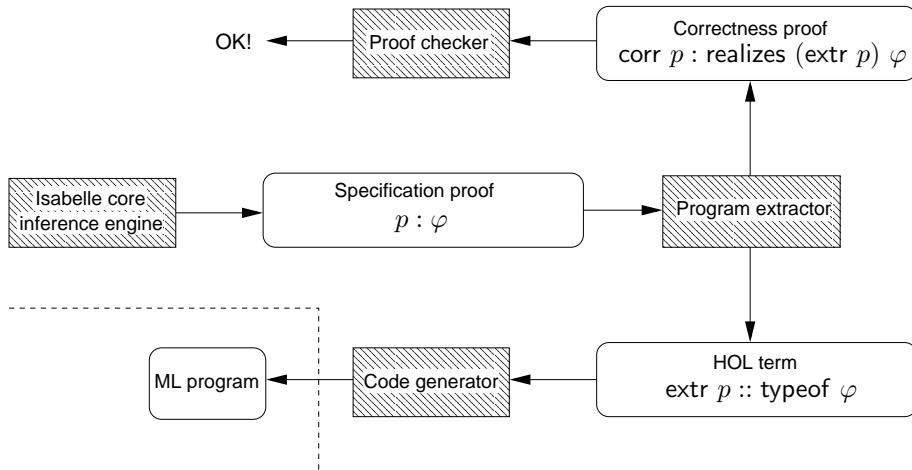 Correctness proof
corr p : realizes (extr p) φ
OK!
Proof checker
Isabelle core
inference engine
Specification proof
p : φ
Program extractor
ML program
Code generator
HOL term
extr p :: typeof φ